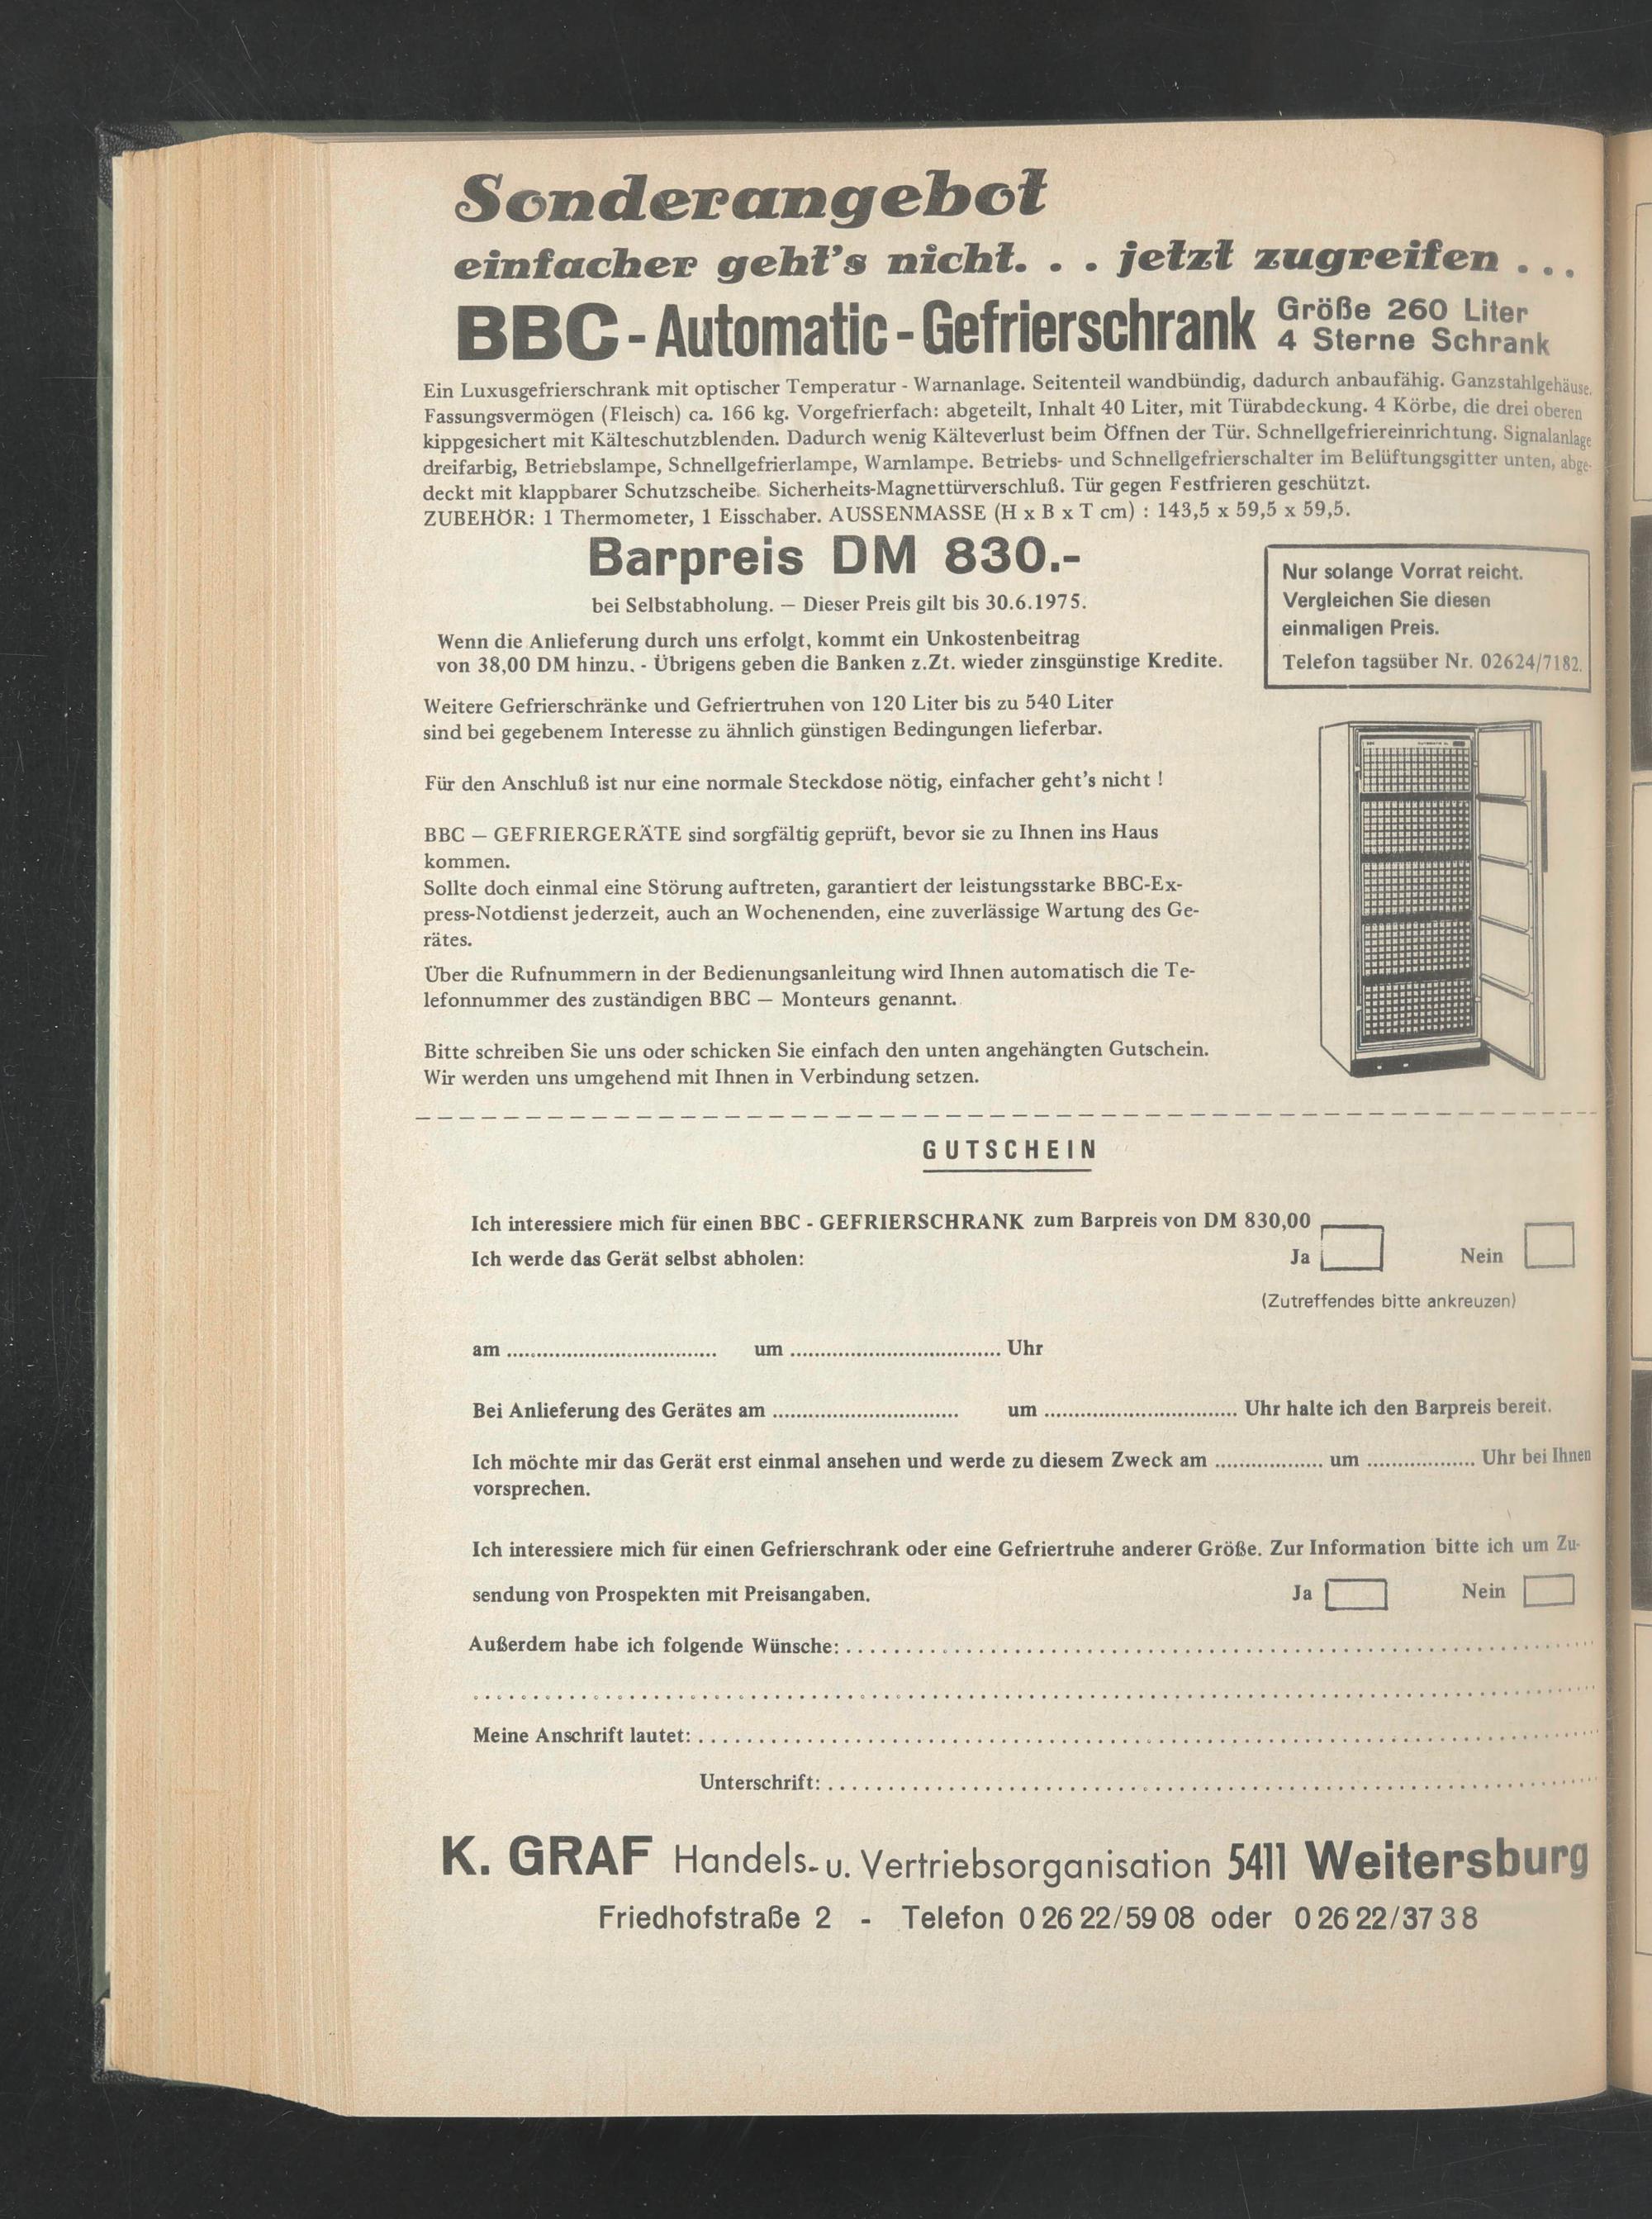 Sonderangebot
einfacher geht's nicht. . . jetzt zugreifen . . .
BBC - Automatic - Gefrierschrank Größe 260 Liter
4 Sterne Schrank
Ein Luxusgefrierschrank mit optischer Temperatur - Warnanlage. Seitenteil wandbündig, dadurch anbaufähig. Ganzstahlgehäuse.
Fassungsvermögen (Fleisch) ca. 166 kg. Vorgefrierfach: abgeteilt, Inhalt 40 Liter, mit Türabdeckung. 4 Körbe, die drei oberen
kippgesichert mit Kälteschutzblenden. Dadurch wenig Kälteverlust beim Öffnen der Tür. Schnellgefriereinrichtung. Signalanlage
dreifarbig, Betriebslampe, Schnellgefrierlampe, Warnlampe. Betriebs- und Schnellgefrierschalter im Belüftungsgitter unten, abge-
deckt mit klappbarer Schutzscheibe. Sicherheits-Magnettürverschluß. Tür gegen Festfrieren geschützt.
ZUBEHÖR: 1 Thermometer, 1 Eisschaber. AUSSENMASSE (H x B x T cm) : 143,5 x 59,5 x 59,5.
Barpreis DM 830.-
bei Selbstabholung. — Dieser Preis gilt bis 30.6.1975.
Wenn die Anlieferung durch uns erfolgt, kommt ein Unkostenbeitrag
von 38,00 DM hinzu. - Übrigens geben die Banken z.Zt. wieder zinsgünstige Kredite.
Nur solange Vorrat reicht.
Vergleichen Sie diesen
einmaligen Preis.
Telefon tagsüber Nr. 02624/7182.
Weitere Gefrierschränke und Gefriertruhen von 120 Liter bis zu 540 Liter
sind bei gegebenem Interesse zu ähnlich günstigen Bedingungen lieferbar.
Für den Anschluß ist nur eine normale Steckdose nötig, einfacher geht's nicht !
BBC — GEFRIERGERÄTE sind sorgfältig geprüft, bevor sie zu Ihnen ins Haus
kommen.
Sollte doch einmal eine Störung auftreten, garantiert der leistungsstarke BBC-Ex-
press-Notdienst jederzeit, auch an Wochenenden, eine zuverlässige Wartung des Ge-
rätes.
Über die Rufnummern in der Bedienungsanleitung wird Ihnen automatisch die Te-
lefonnummer des zuständigen BBC — Monteurs genannt.
Bitte schreiben Sie uns oder schicken Sie einfach den unten angehängten Gutschein.
Wir werden uns umgehend mit Ihnen in Verbindung setzen.
GUTSCHEIN
Ich interessiere mich für einen BBC - GEFRIERSCHRANK zum Barpreis von DM 830,00
Ich werde das Gerät selbst abholen: Ja Nein
(Zutreffendes bitte ankreuzen)
am ................................... um ................................... Uhr
Bei Anlieferung des Gerätes am ............................... um ................................ Uhr halte ich den Barpreis bereit.
Ich möchte mir das Gerät erst einmal ansehen und werde zu diesem Zweck am .................. um .................. Uhr bei Ihnen
vorsprechen.
Ich interessiere mich für einen Gefrierschrank oder eine Gefriertruhe anderer Größe. Zur Information bitte ich um Zu-
sendung von Prospekten mit Preisangaben. Ja Nein
Außerdem habe ich folgende Wünsche: . . . . . . . . . . . . . . . . . . . . . . . . . . . . . .
. . . . . . . . . . . . . . . . . . . . . . . . . . . . . . . . . . . . . . . .
Meine Anschrift lautet: . . . . . . . . . . . . . . . . . . . . . . . . . . . . . .
Unterschrift: . . . . . . . . . . . . . . . . . . . . . . . . . . . . . .
K. GRAF Handels- u. Vertriebsorganisation 5411 Weitersburg
Friedhofstraße 2 - Telefon 0 26 22/59 08 oder 0 26 22/37 38